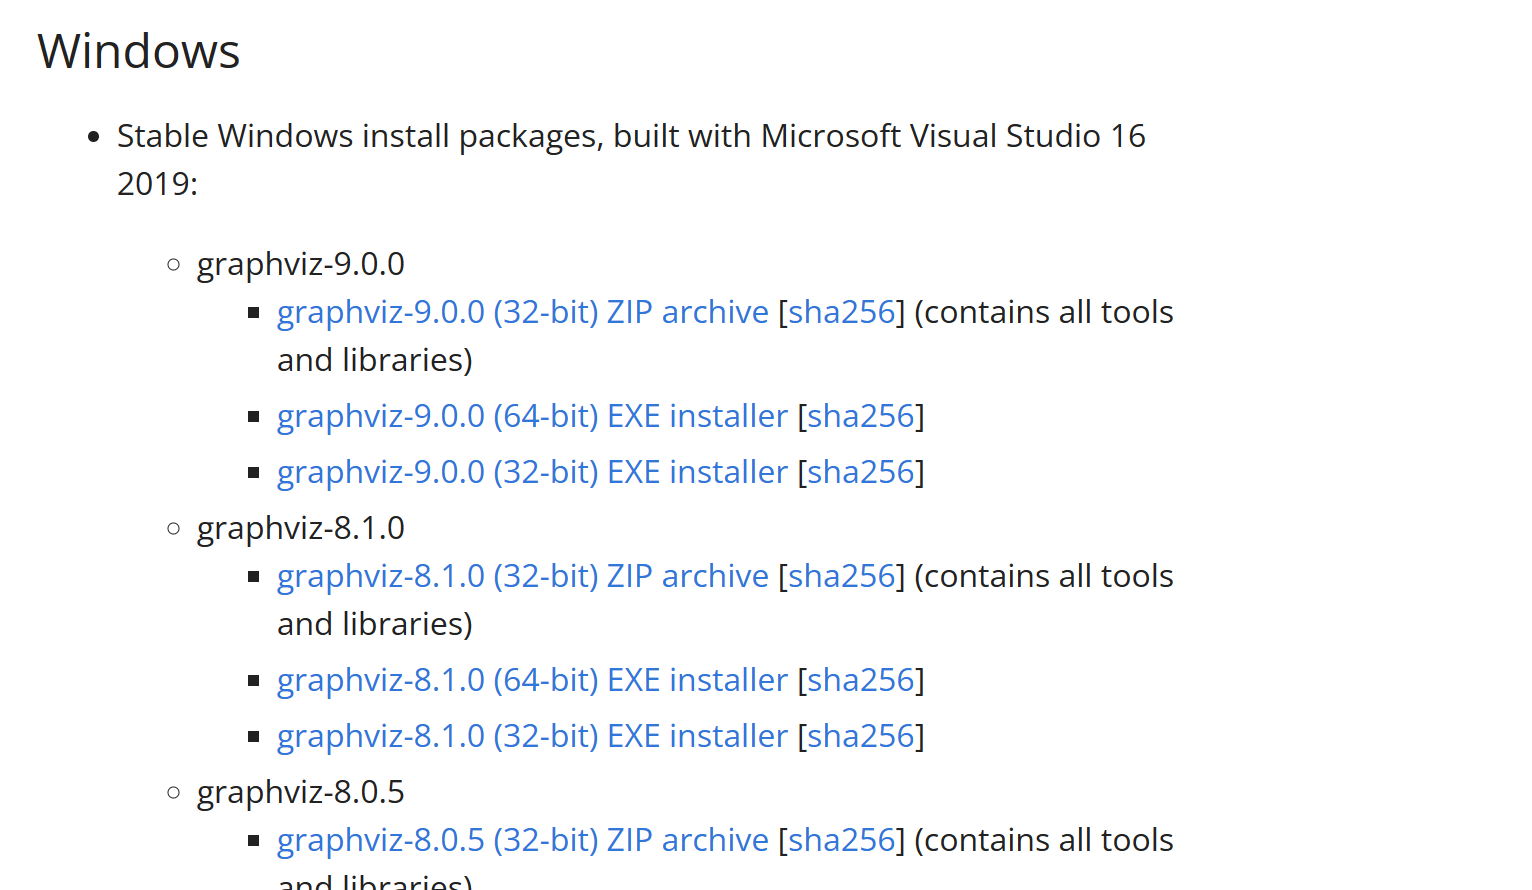 Windows
Stable Windows install packages, built with Microsoft Visual Studio 16
2019:
graphviz-9.0.0
graphviz-9.0.0 (32-bit) ZIP archive [sha256] (contains all tools
and libraries)
graphviz-9.0.0 (64-bit) EXE installer [sha256]
graphviz-9.0.0 (32-bit) EXE installer [sha256]
graphviz-8.1.0
graphviz-8.1.0 (32-bit) ZIP archive [sha256] (contains all tools
and libraries)
graphviz-8.1.0 (64-bit) EXE installer [sha256]
graphviz-8.1.0 (32-bit) EXE installer [sha256]
graphviz-8.0.5
graphviz-8.0.5 (32-bit) ZIP archive [sha256] (contains all tools
and libraries)